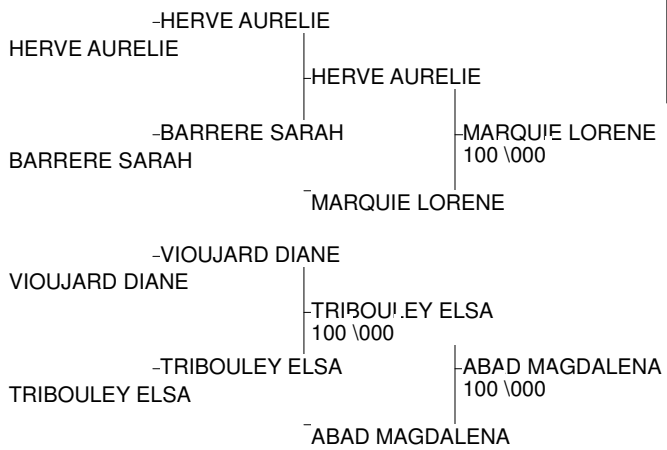 HERVE AURELIE
HERVE AURELIE
HERVE AURELIE
BARRERE SARAH
MARQUIE LORENE
100 \000
BARRERE SARAH
MARQUIE LORENE
VIOUJARD DIANE
VIOUJARD DIANE
TRIBOULEY ELSA
100 \000
TRIBOULEY ELSA
ABAD MAGDALENA
100 \000
TRIBOULEY ELSA
ABAD MAGDALENA